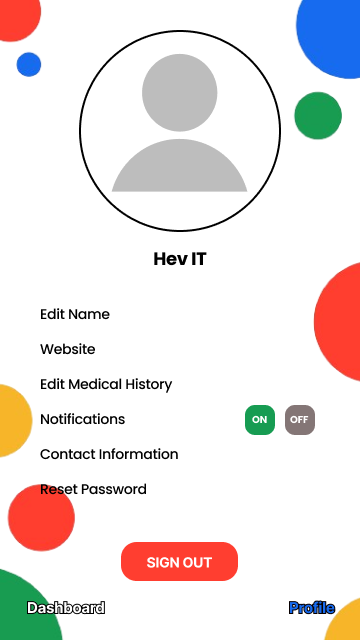 Hev IT
Edit Name
Website
Edit Medical History
Notifications ON OFF
Contact Information
Reset Password
SIGN OUT
Dashboard Profile